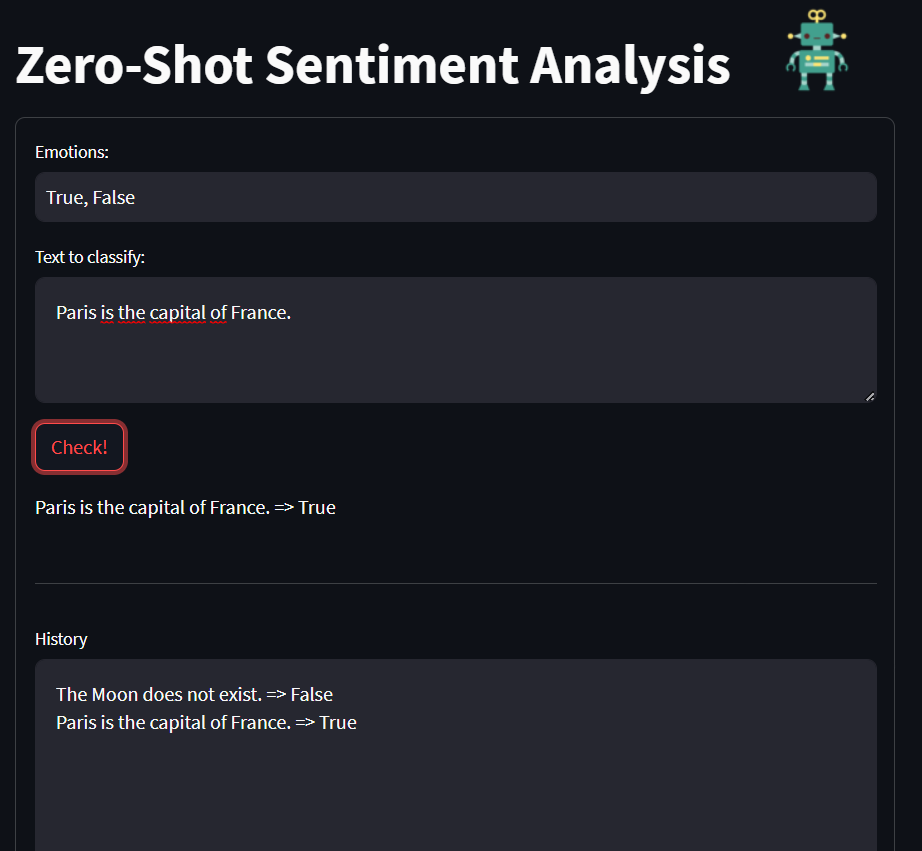 Zero-Shot Sentiment Analysis
Emotions:
True, False
Text to classify:
Paris is the capital of France.
Check!
Paris is the capital of France. => True
History
The Moon does not exist. => False
Paris is the capital of France. => True